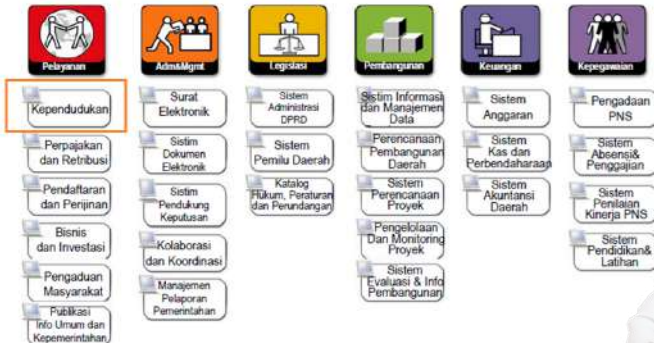 Pelayanan
Adm&Mgmt
Legislasi
Pembangunan
Keuangan
Kepegawaian
Kependudukan
Perpajakan
dan Retribusi
Pendaftaran
dan Perijinan
Bisnis
dan Investasi
Pengaduan
Masyarakat
Publikasi
Info Umum dan
Kepemerintahan
Surat
Elektronik
Sistim
Dokumen
Elektronik
Sistim
Pendukung
Keputusan
Kolaborasi
dan Koordinasi
Manajemen
Pelaporan
Pemerintahan
Sistem
Administrasi
DPRD
Sistem
Pemilu Daerah
Katalog
Hukum, Peraturan
dan Perundangan
Sistim Informasi
dan Manajemen
Data
Perencanaan
Pembangunan
Daerah
Sistem
Perencanaan
Proyek
Pengelolaan
Dan Monitoring
Proyek
Sistem
Evaluasi & Info
Pembangunan
Sistem
Anggaran
Sistem
Kas dan
Perbendaharaan
Sistem
Akuntansi
Daerah
Pengadaan
PNS
Sistem
Absensi&
Penggajian
Sistem
Penilaian
Kinerja PNS
Sistem
Pendidikan&
Latihan